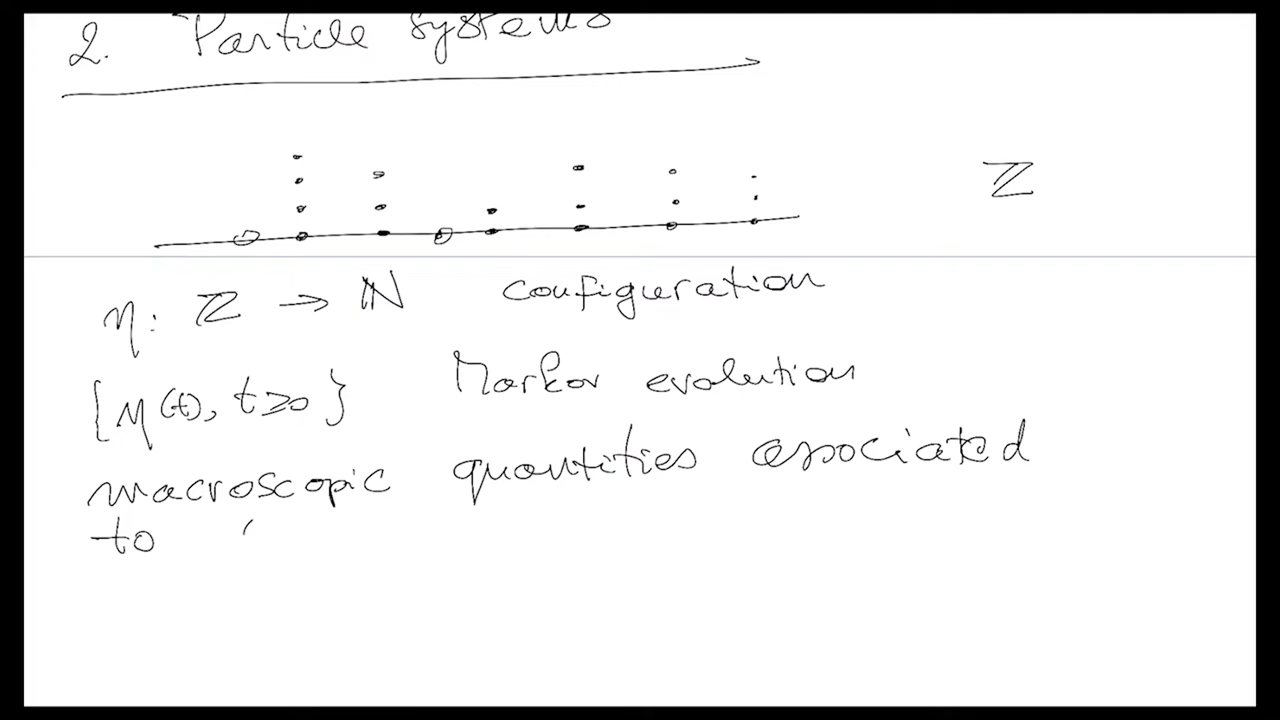 2. Particle systems
ℤ
η: ℤ → ℕ configuration
{η(t), t≥0} Markov evolution
macroscopic quantities associated
to (